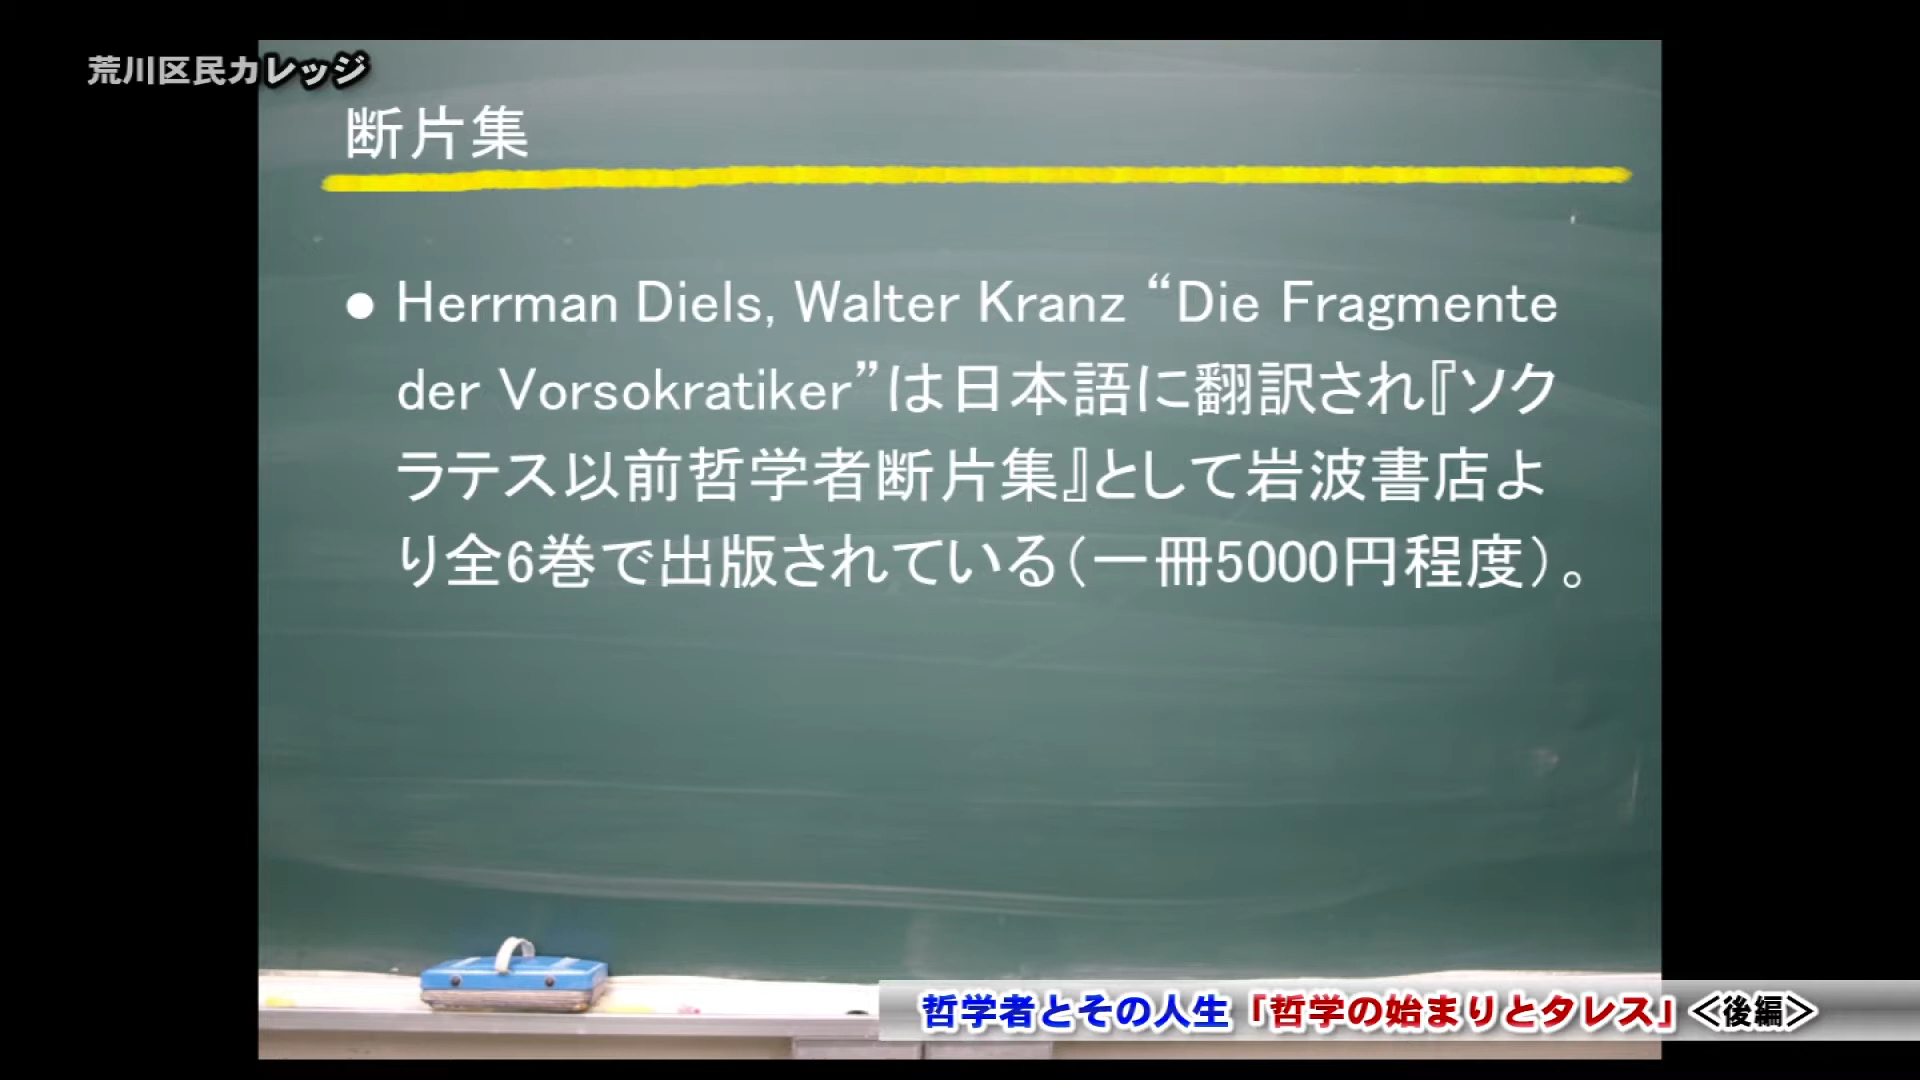 荒川区民カレッジ
断片集
● Herrman Diels, Walter Kranz “Die Fragmente
der Vorsokratiker”は日本語に翻訳され『ソク
ラテス以前哲学者断片集』として岩波書店よ
り全6巻で出版されている(一冊5000円程度)。
哲学者とその人生「哲学の始まりとタレス」<後編>